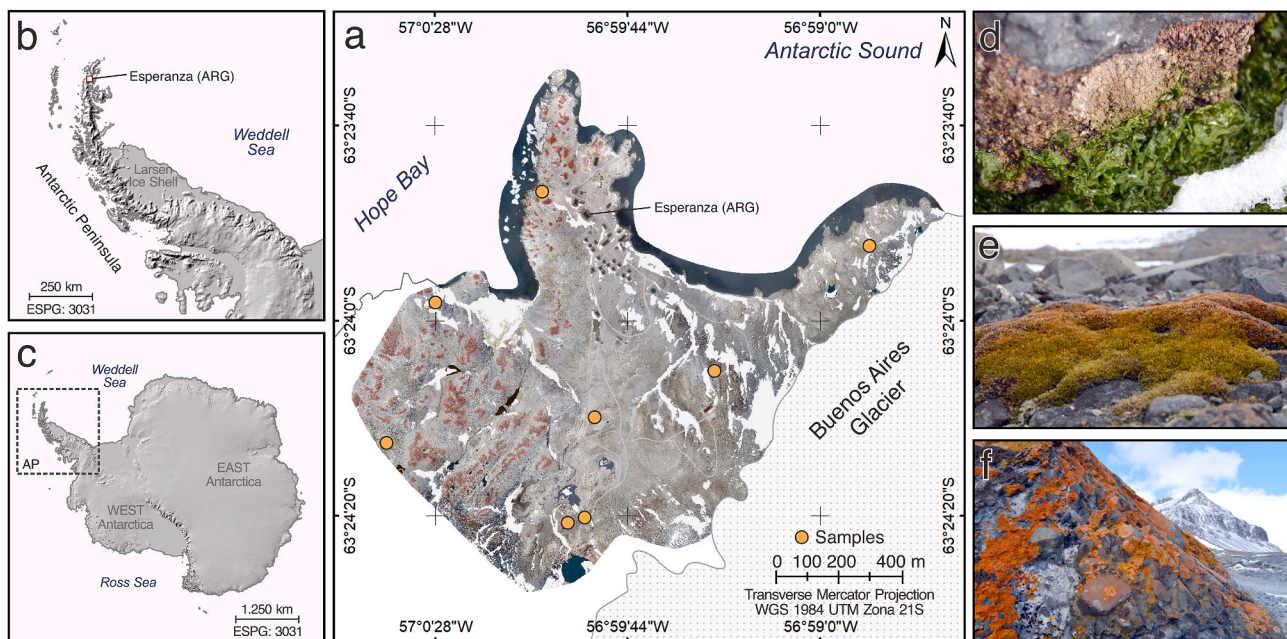 b
Esperanza (ARG)
Weddell
Sea
Larsen
Ice Shelf
Antarctic Peninsula
250 km
ESPG: 3031
c
Weddell
Sea
AP
EAST
Antarctica
WEST
Antarctica
Ross Sea
1.250 km
ESPG: 3031
a
57°0'28"W
56°59'44"W
56°59'0"W
N
Antarctic Sound
63°23'40"S
63°23'40"S
Hope Bay
Esperanza (ARG)
63°24'0"S
63°24'0"S
Buenos Aires
Glacier
63°24'20"S
63°24'20"S
Samples
0 100 200 400 m
Transverse Mercator Projection
WGS 1984 UTM Zona 21S
57°0'28"W
56°59'44"W
56°59'0"W
d
e
f